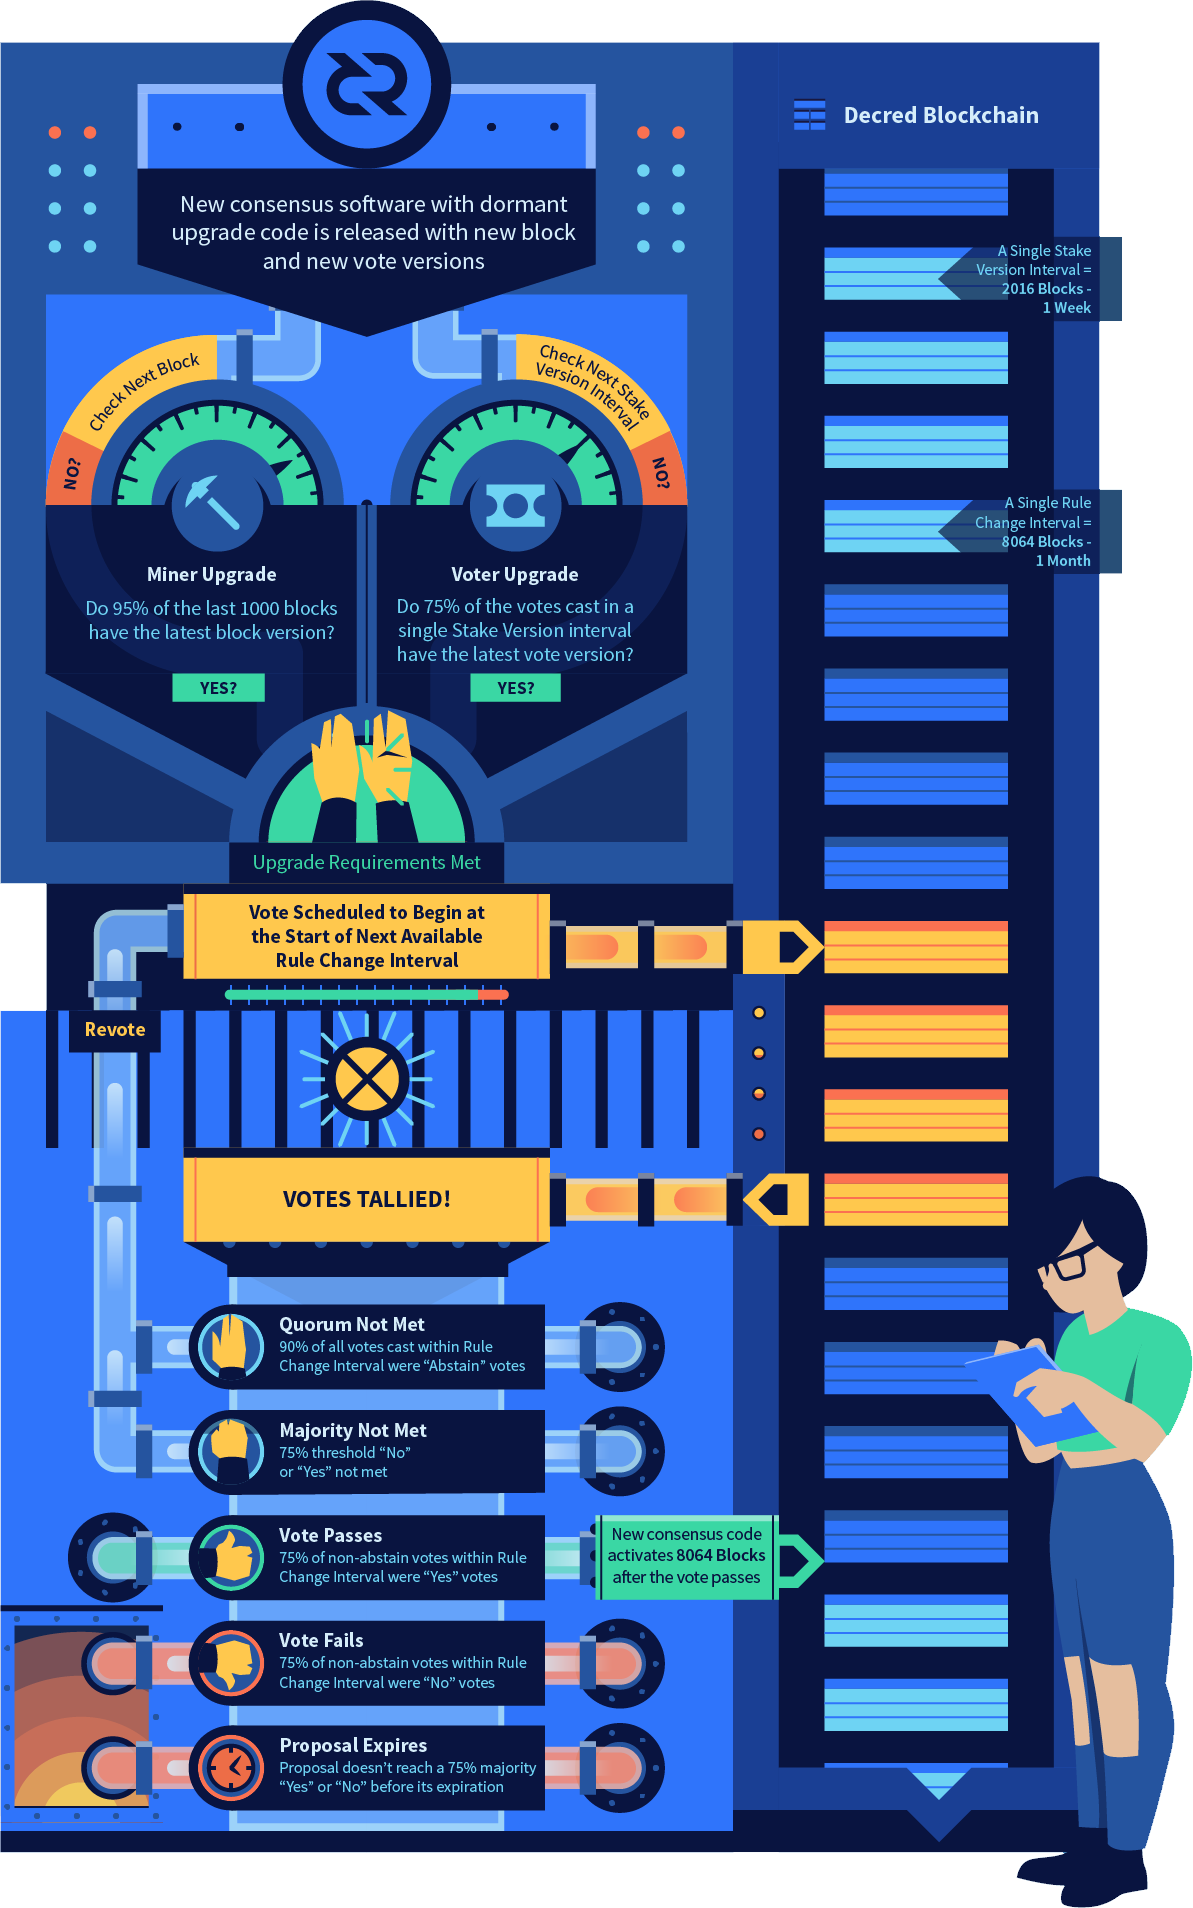 Decred Blockchain
New consensus software with dormant
upgrade code is released with new block
and new vote versions
A Single Stake
Version Interval =
2016 Blocks -
1 Week
Check Next Block
NO?
Check Next Stake
Version Interval
NO?
A Single Rule
Change Interval =
8064 Blocks -
1 Month
Miner Upgrade
Do 95% of the last 1000 blocks
have the latest block version?
YES?
Voter Upgrade
Do 75% of the votes cast in a
single Stake Version interval
have the latest vote version?
YES?
Upgrade Requirements Met
Vote Scheduled to Begin at
the Start of Next Available
Rule Change Interval
Revote
VOTES TALLIED!
Quorum Not Met
90% of all votes cast within Rule
Change Interval were “Abstain” votes
Majority Not Met
75% threshold “No”
or “Yes” not met
Vote Passes
75% of non-abstain votes within Rule
Change Interval were “Yes” votes
New consensus code
activates 8064 Blocks
after the vote passes
Vote Fails
75% of non-abstain votes within Rule
Change Interval were “No” votes
Proposal Expires
Proposal doesn’t reach a 75% majority
“Yes” or “No” before its expiration